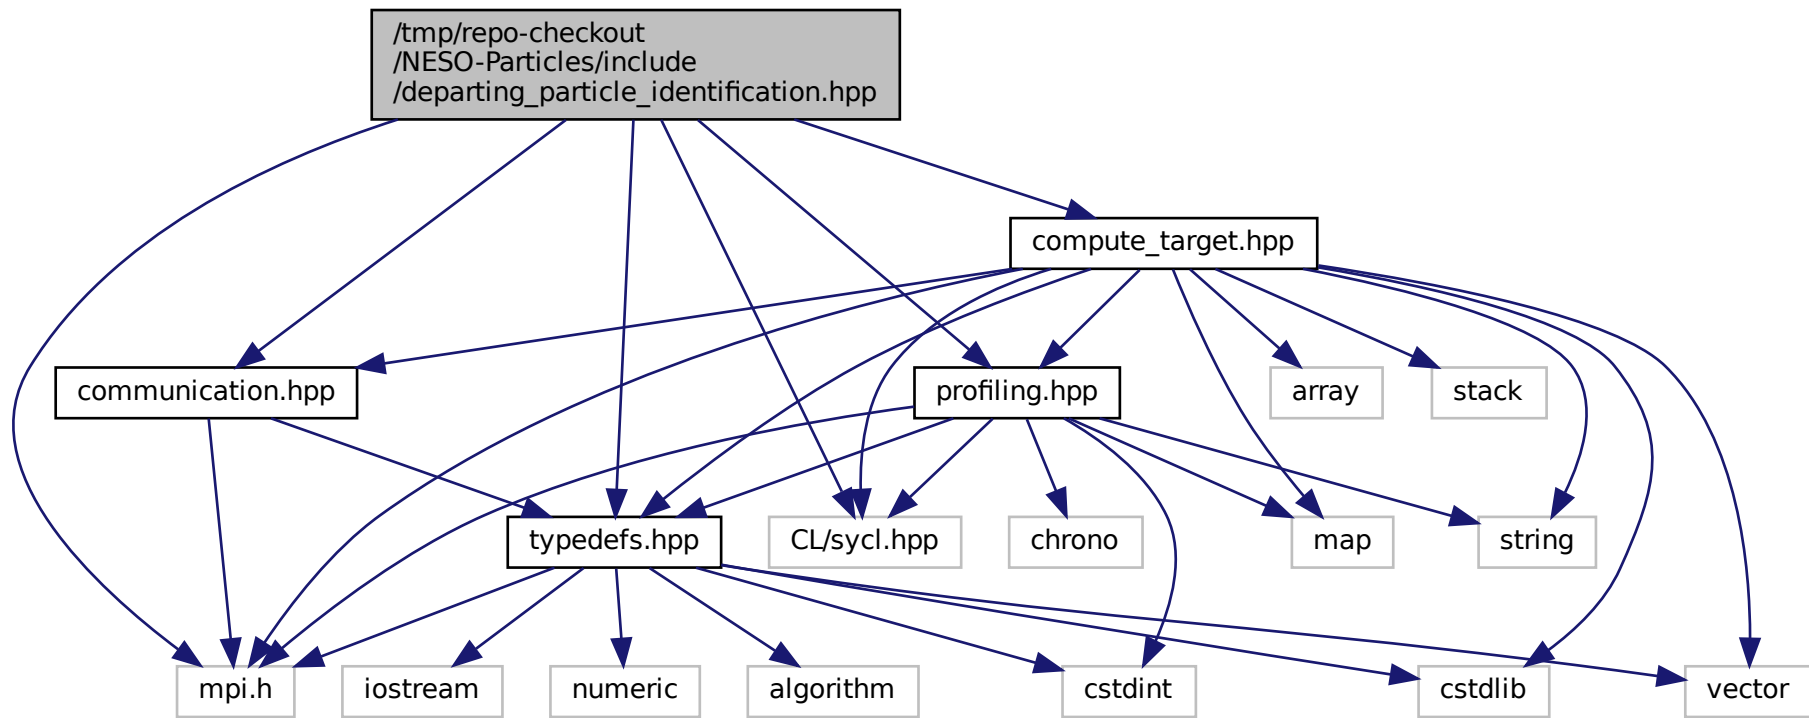 /tmp/repo-checkout
/NESO-Particles/include
/departing_particle_identification.hpp
compute_target.hpp
communication.hpp
profiling.hpp
array
stack
typedefs.hpp
CL/sycl.hpp
chrono
map
string
mpi.h
iostream
numeric
algorithm
cstdint
cstdlib
vector